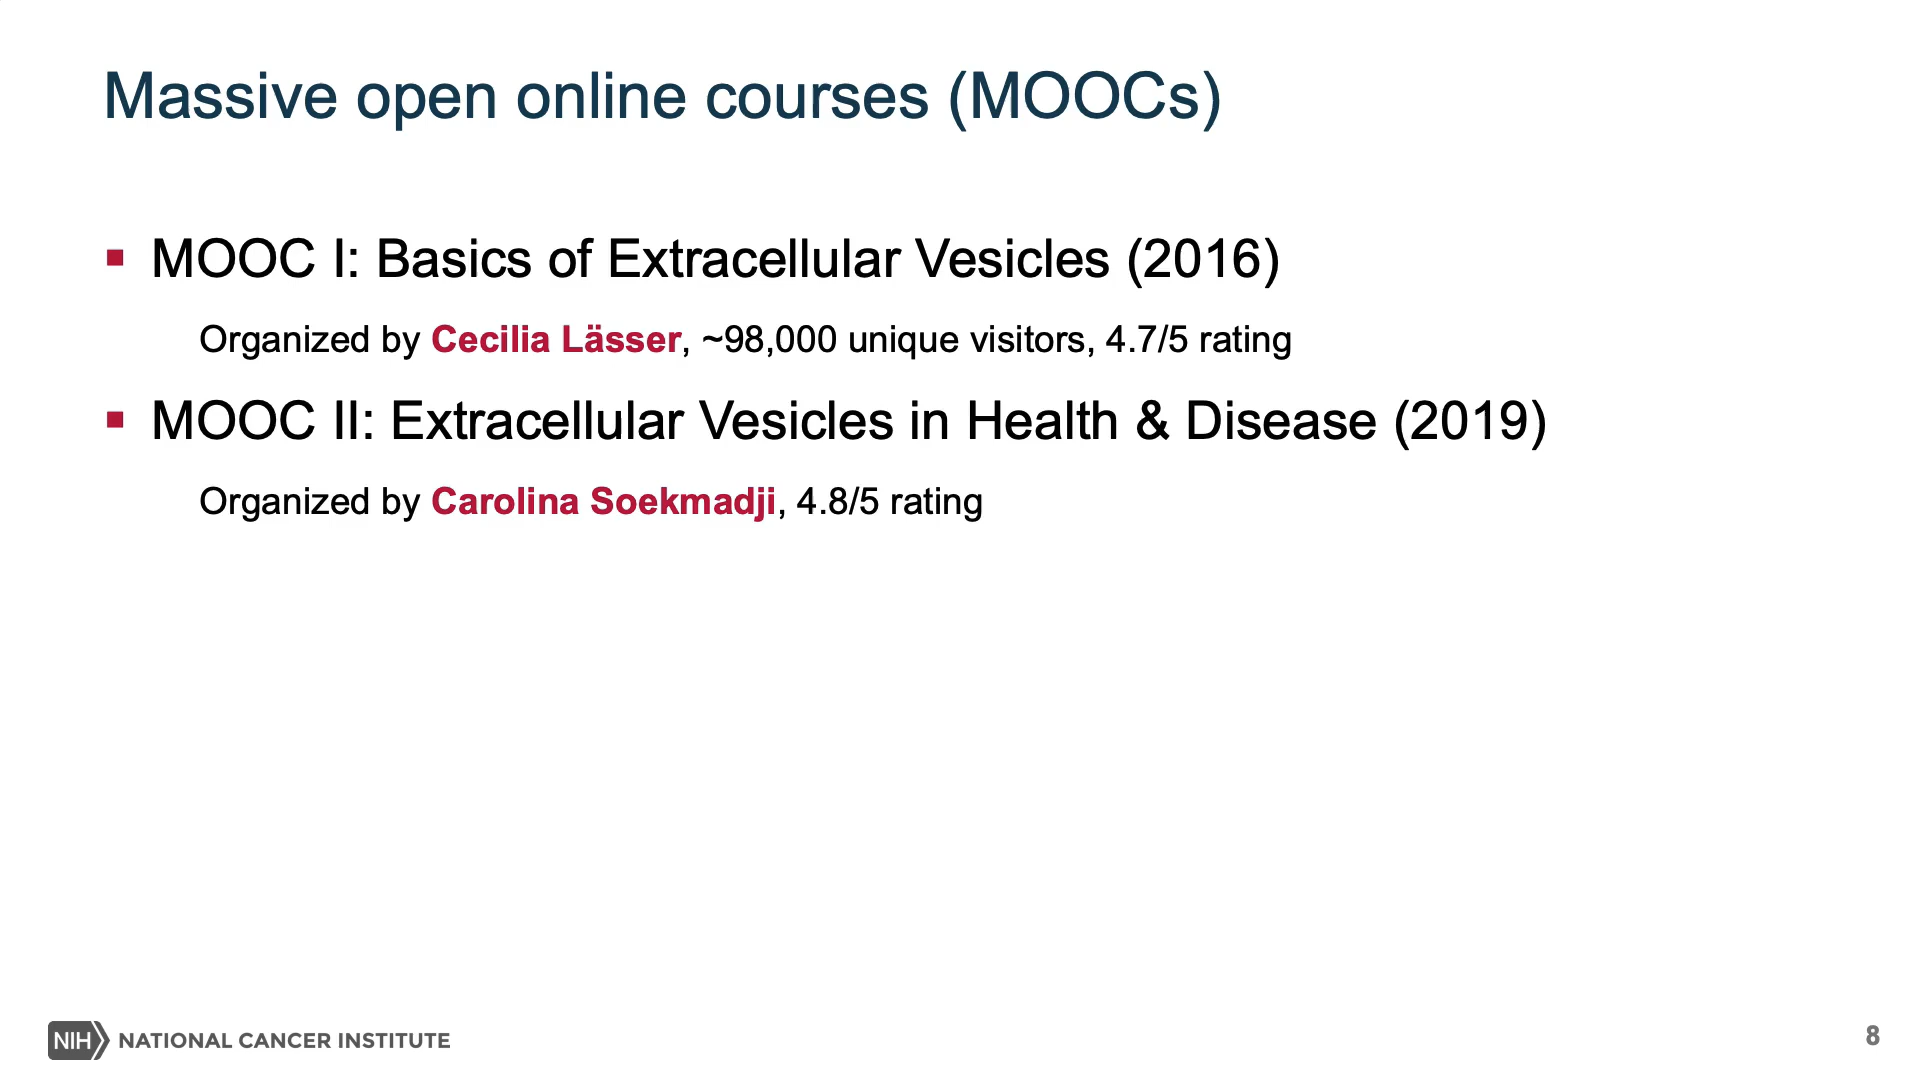 Massive open online courses (MOOCs)
▪ MOOC I: Basics of Extracellular Vesicles (2016)
Organized by Cecilia Lässer, ~98,000 unique visitors, 4.7/5 rating
▪ MOOC II: Extracellular Vesicles in Health & Disease (2019)
Organized by Carolina Soekmadji, 4.8/5 rating
NIH NATIONAL CANCER INSTITUTE
8